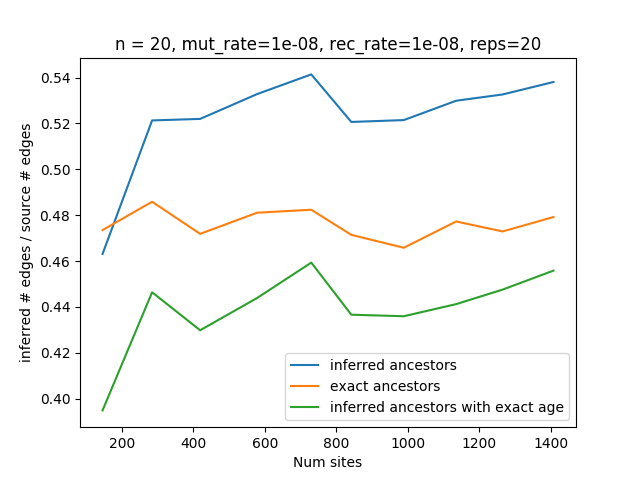 n = 20, mut_rate=1e-08, rec_rate=1e-08, reps=20
inferred # edges / source # edges
0.54
0.52
0.50
0.48
0.46
0.44
0.42
0.40
inferred ancestors
exact ancestors
inferred ancestors with exact age
200
400
600
800
1000
1200
1400
Num sites